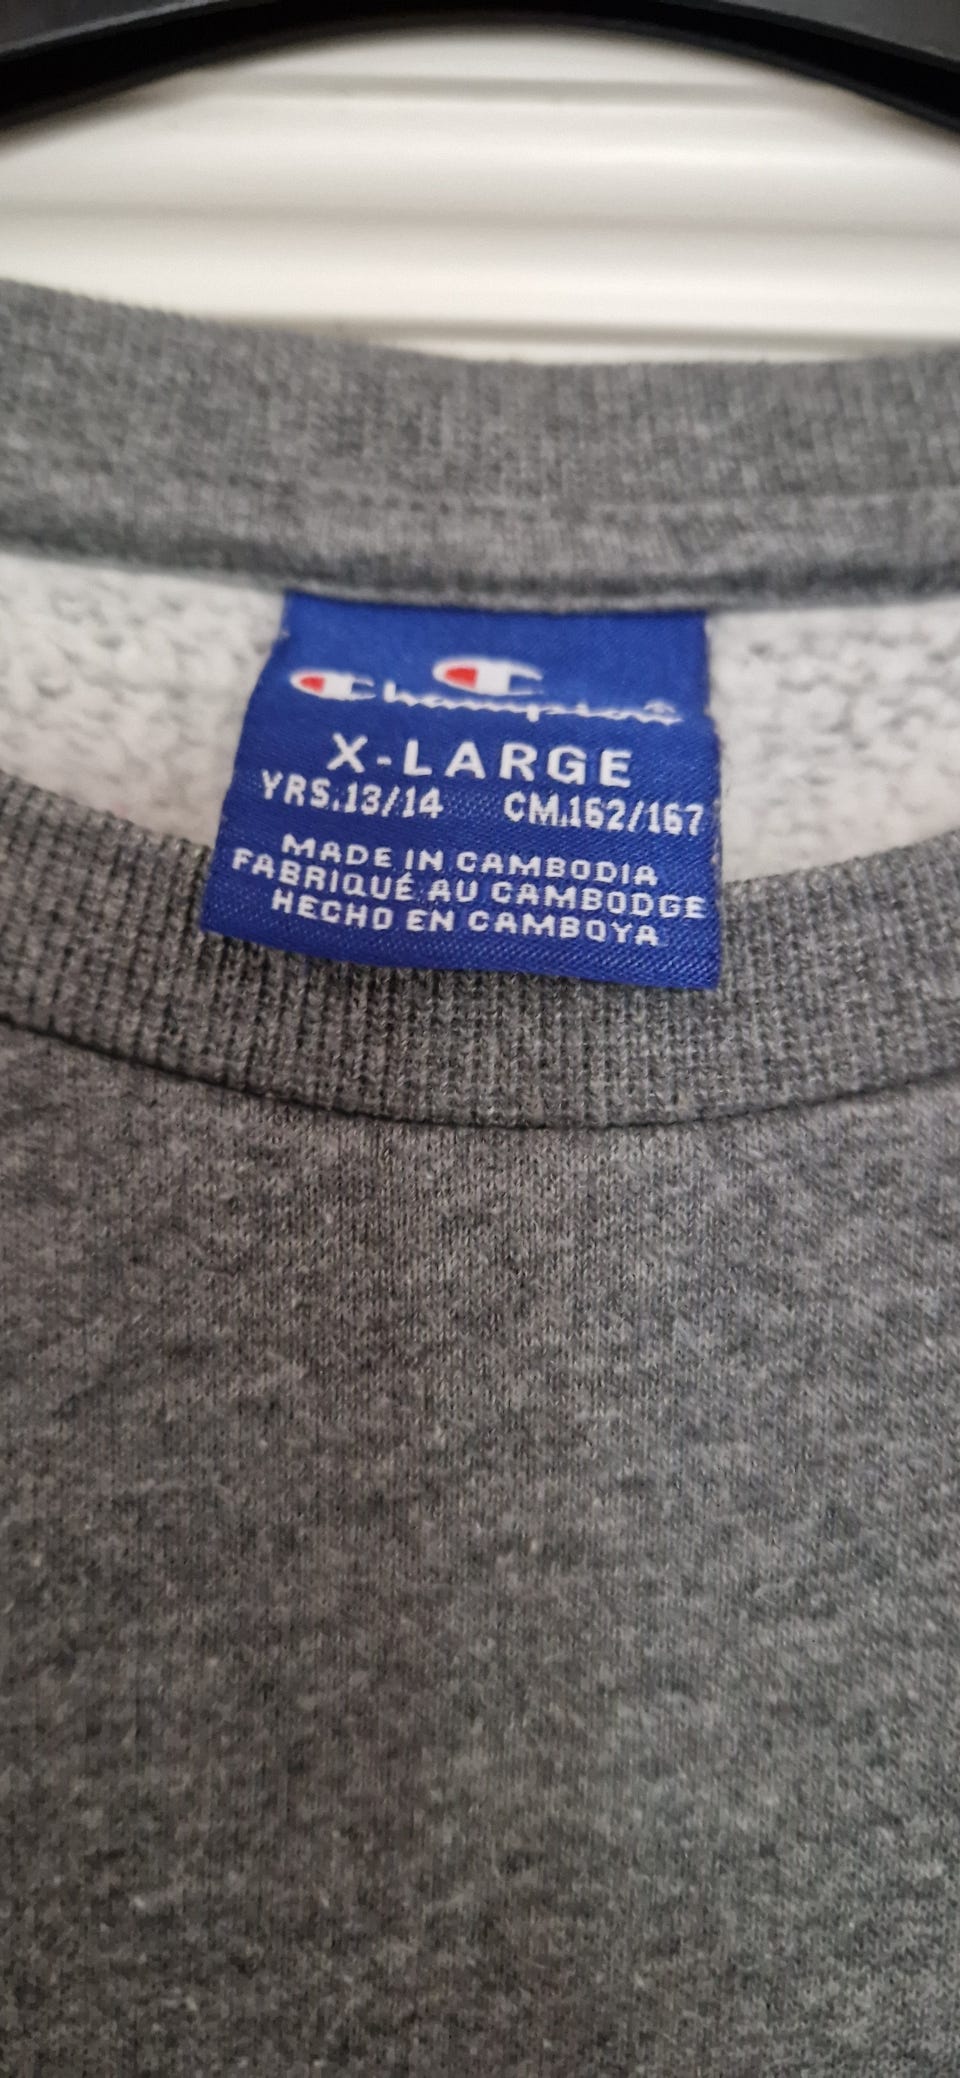 Champion
X-LARGE
YRS.13/14 CM.162/167
MADE IN CAMBODIA
FABRIQUÉ AU CAMBODGE
HECHO EN CAMBOYA